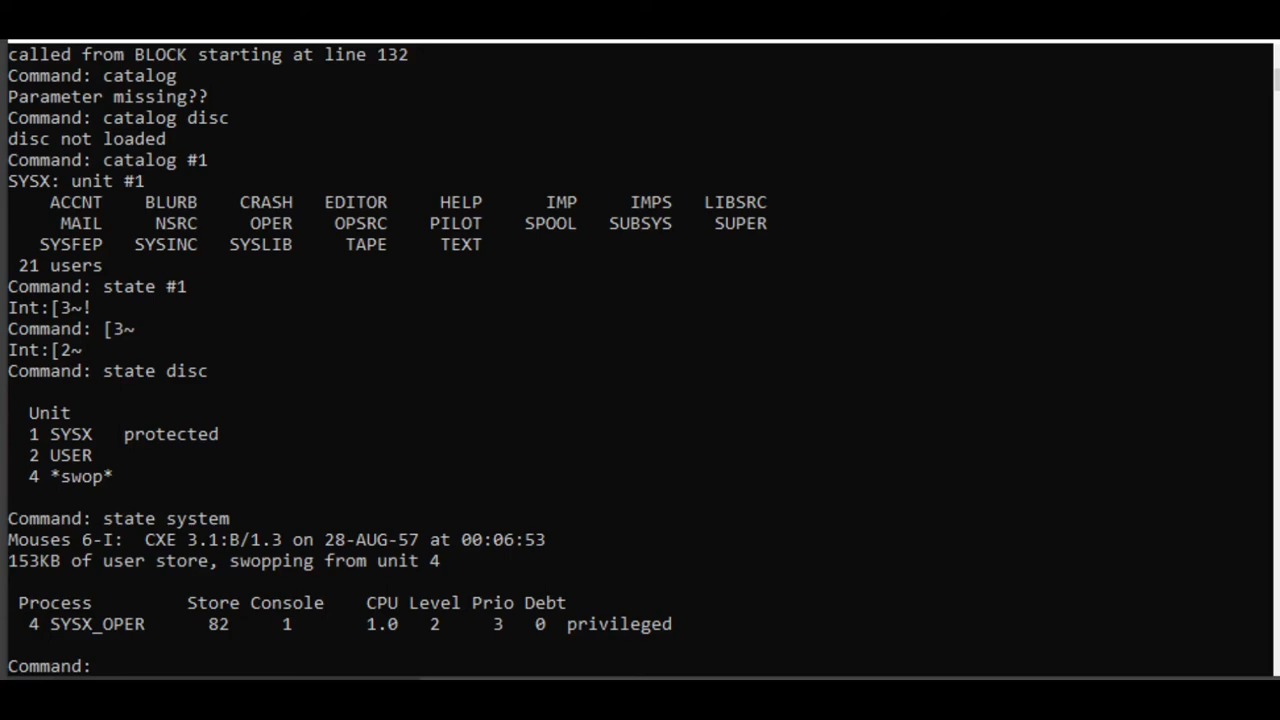 called from BLOCK starting at line 132
Command: catalog
Parameter missing??
Command: catalog disc
disc not loaded
Command: catalog #1
SYSX: unit #1
    ACCNT    BLURB    CRASH   EDITOR     HELP      IMP     IMPS   LIBSRC
     MAIL     NSRC     OPER    OPSRC    PILOT    SPOOL   SUBSYS    SUPER
   SYSFEP   SYSINC   SYSLIB     TAPE     TEXT
 21 users
Command: state #1
Int:[3~!
Command: [3~
Int:[2~
Command: state disc
  Unit
  1 SYSX   protected
  2 USER
  4 *swop*
Command: state system
Mouses 6-I:  CXE 3.1:B/1.3 on 28-AUG-57 at 00:06:53
153KB of user store, swopping from unit 4
 Process         Store Console    CPU Level Prio Debt
  4 SYSX_OPER      82     1       1.0   2     3   0  privileged
Command: